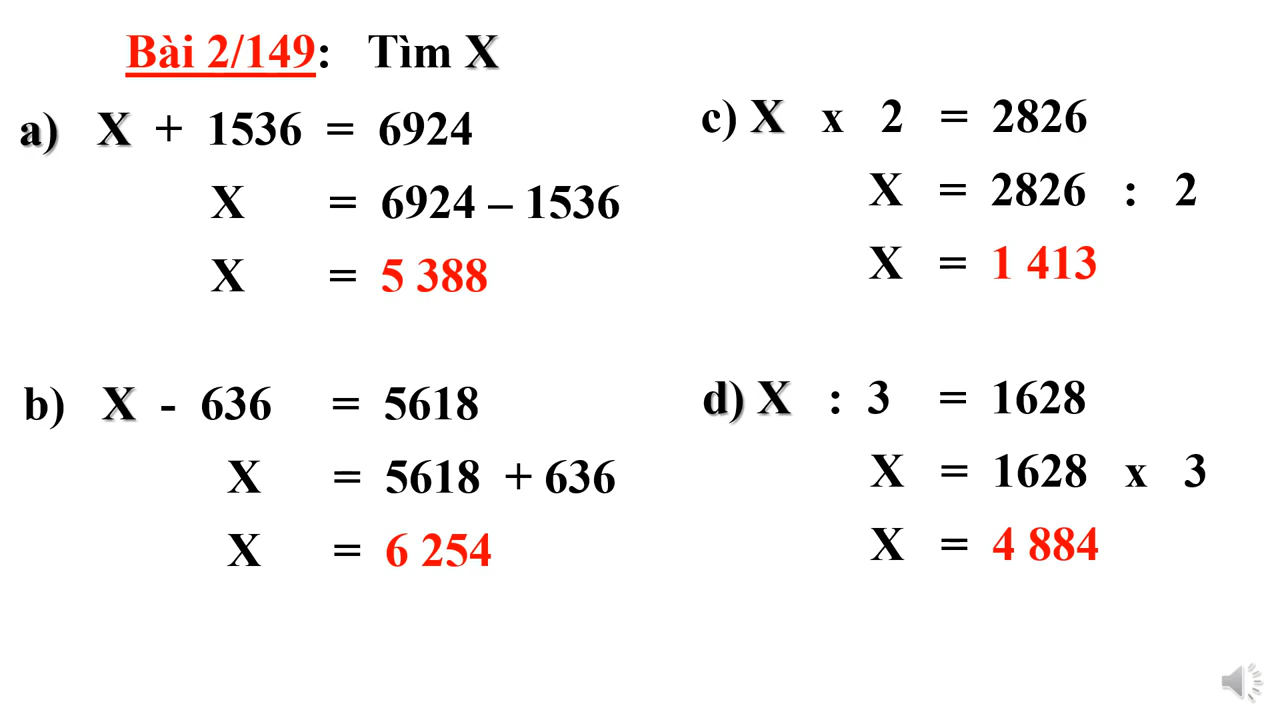 Bài 2/149: Tìm X
a) X + 1536 = 6924
X = 6924 – 1536
X = 5 388
b) X - 636 = 5618
X = 5618 + 636
X = 6 254
c) X x 2 = 2826
X = 2826 : 2
X = 1 413
d) X : 3 = 1628
X = 1628 x 3
X = 4 884